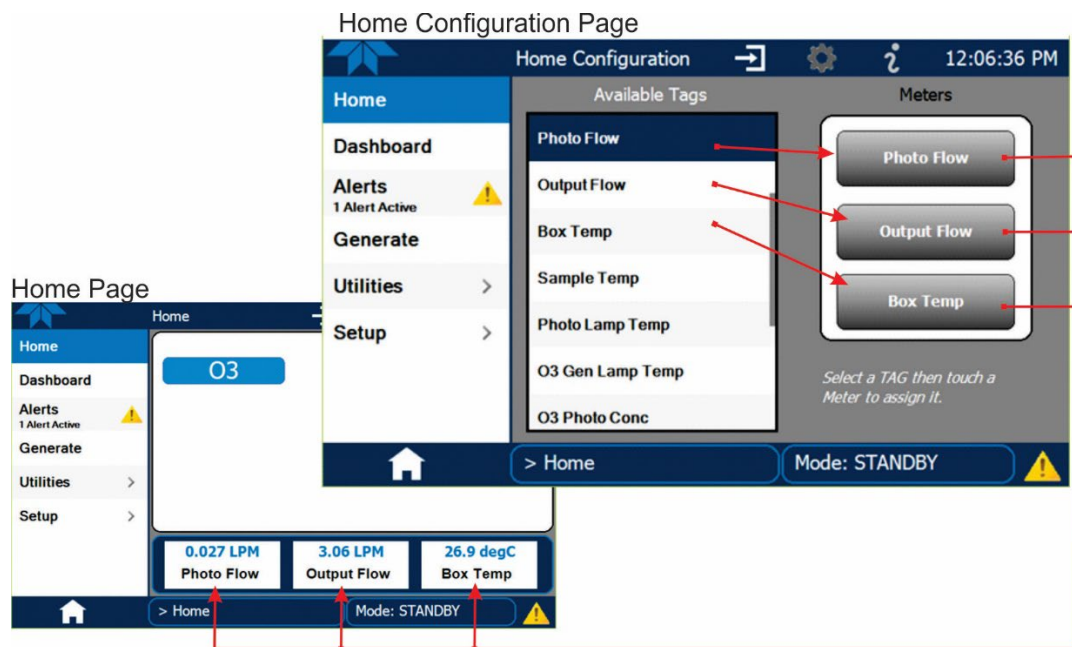 Home Configuration Page
Home Configuration
12:06:36 PM
Home
Dashboard
Alerts
1 Alert Active
Generate
Utilities >
Setup >
Available Tags
Photo Flow
Output Flow
Box Temp
Sample Temp
Photo Lamp Temp
O3 Gen Lamp Temp
O3 Photo Conc
Meters
Photo Flow
Output Flow
Box Temp
Select a TAG then touch a
Meter to assign it.
> Home
Mode: STANDBY
Home Page
Home
Home
Dashboard
Alerts
1 Alert Active
Generate
Utilities >
Setup >
O3
0.027 LPM
Photo Flow
3.06 LPM
Output Flow
26.9 degC
Box Temp
> Home
Mode: STANDBY